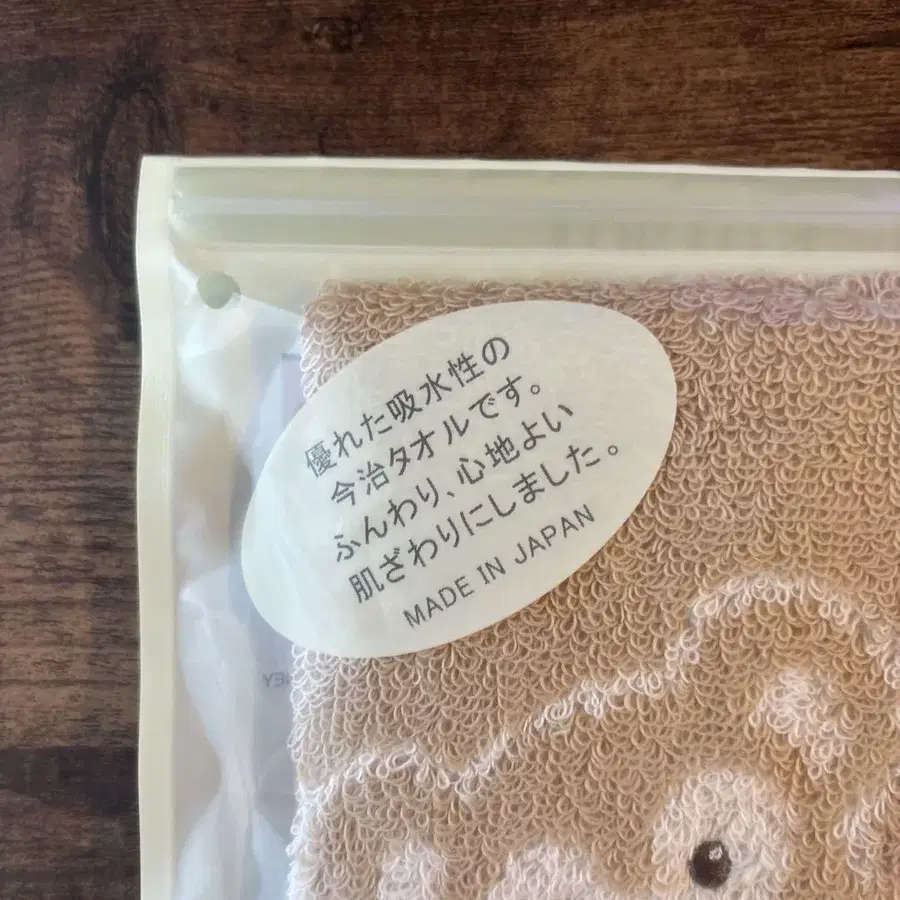 優れた吸水性の
今治タオルです。
ふんわり、心地よい
肌ざわりにしました。
MADE IN JAPAN